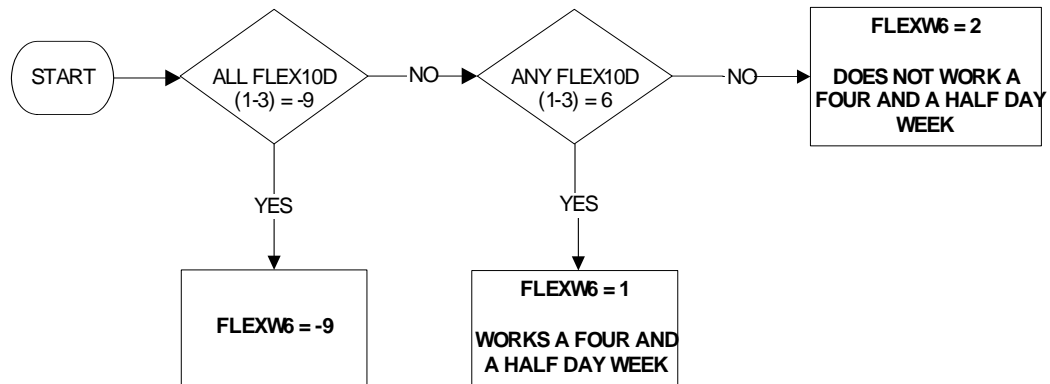 START
ALL FLEX10D
(1-3) = -9
NO
ANY FLEX10D
(1-3) = 6
NO
FLEXW6 = 2
DOES NOT WORK A
FOUR AND A HALF DAY
WEEK
YES
YES
FLEXW6 = -9
FLEXW6 = 1
WORKS A FOUR AND
A HALF DAY WEEK